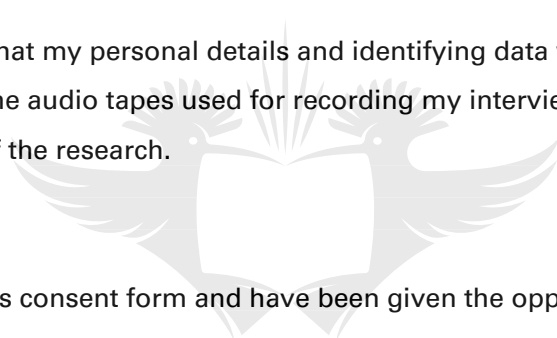 hat my personal details and identifying data
ne audio tapes used for recording my intervie
f the research.
s consent form and have been given the opp